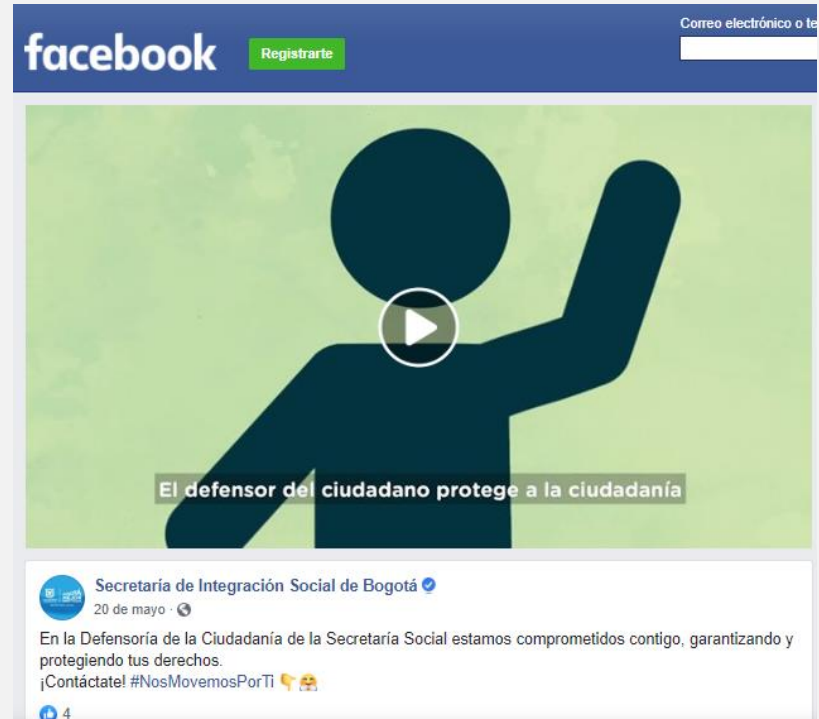 Correo electrónico o te
facebook
Registrarte
El defensor del ciudadano protege a la ciudadanía
Secretaría de Integración Social de Bogotá
20 de mayo ·
En la Defensoría de la Ciudadanía de la Secretaría Social estamos comprometidos contigo, garantizando y
protegiendo tus derechos.
¡Contáctate! #NosMovemosPorTi 👇🤗
4